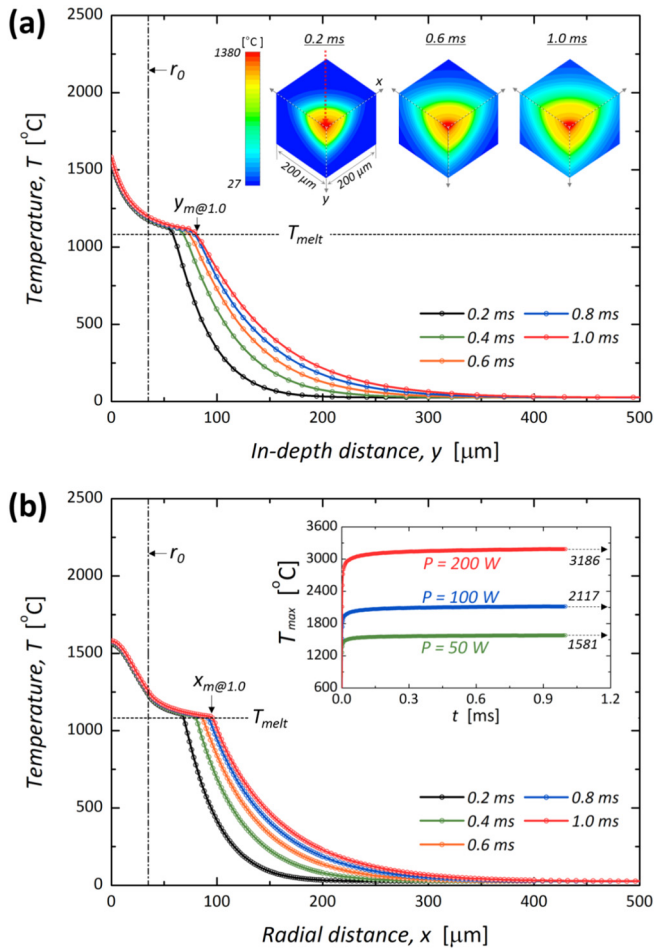 (a)
[°C]
1380
27
0.2 ms
0.6 ms
1.0 ms
x
200 µm
200 µm
y
r0
ym@1.0
Tmelt
Temperature, T [°C]
2500
2000
1500
1000
500
0
0.2 ms
0.8 ms
0.4 ms
1.0 ms
0.6 ms
0
100
200
300
400
500
In-depth distance, y [µm]
(b)
r0
xm@1.0
Tmelt
Temperature, T [°C]
2500
2000
1500
1000
500
0
Tmax [°C]
3600
3000
2400
1800
1200
600
P = 200 W
3186
P = 100 W
2117
P = 50 W
1581
0.0
0.3
0.6
0.9
1.2
t [ms]
0.2 ms
0.8 ms
0.4 ms
1.0 ms
0.6 ms
0
100
200
300
400
500
Radial distance, x [µm]